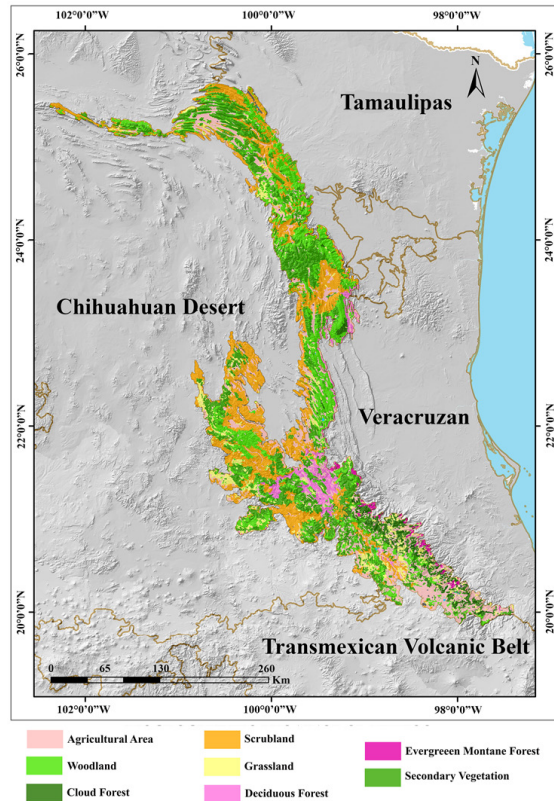 102°0'0"W 100°0'0"W 98°0'0"W
26°0'0"N 26°0'0"N
N
Tamaulipas
24°0'0"N 24°0'0"N
Chihuahuan Desert
Veracruzan
22°0'0"N 22°0'0"N
20°0'0"N 20°0'0"N
Transmexican Volcanic Belt
0 65 130 260
Km
102°0'0"W 100°0'0"W 98°0'0"W
Agricultural Area Scrubland Evergreeen Montane Forest
Woodland Grassland Secondary Vegetation
Cloud Forest Deciduous Forest